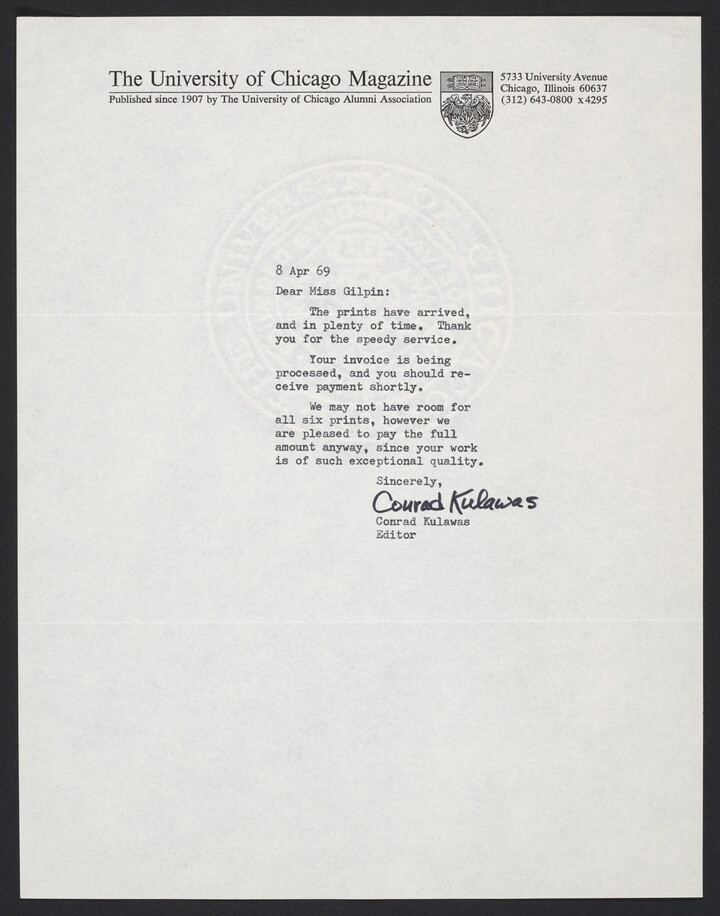 The University of Chicago Magazine
Published since 1907 by The University of Chicago Alumni Association
5733 University Avenue
Chicago, Illinois 60637
(312) 643-0800 x4295
THE UNIVERSITY OF CHICAGO
8 Apr 69
Dear Miss Gilpin:
The prints have arrived,
and in plenty of time. Thank
you for the speedy service.
Your invoice is being
processed, and you should re-
ceive payment shortly.
We may not have room for
all six prints, however we
are pleased to pay the full
amount anyway, since your work
is of such exceptional quality.
Sincerely,
Conrad Kulawas
Conrad Kulawas
Editor